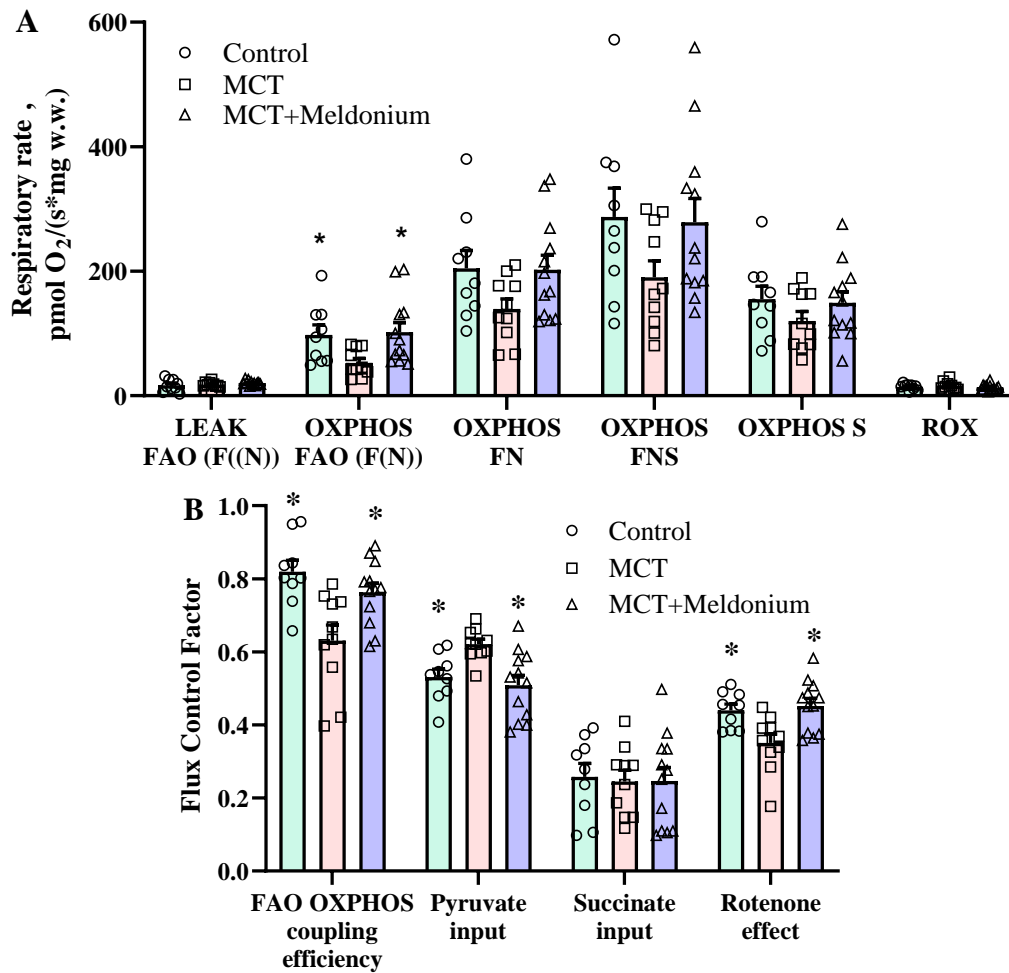 A
600
400
200
0
Respiratory rate ,
pmol O₂/(s*mg w.w.)
Control
MCT
MCT+Meldonium
*
*
LEAK
FAO (F((N))
OXPHOS
FAO (F(N))
OXPHOS
FN
OXPHOS
FNS
OXPHOS S
ROX
B
1.0
0.8
0.6
0.4
0.2
0.0
Flux Control Factor
Control
MCT
MCT+Meldonium
*
*
*
*
*
*
FAO OXPHOS
coupling
efficiency
Pyruvate
input
Succinate
input
Rotenone
effect